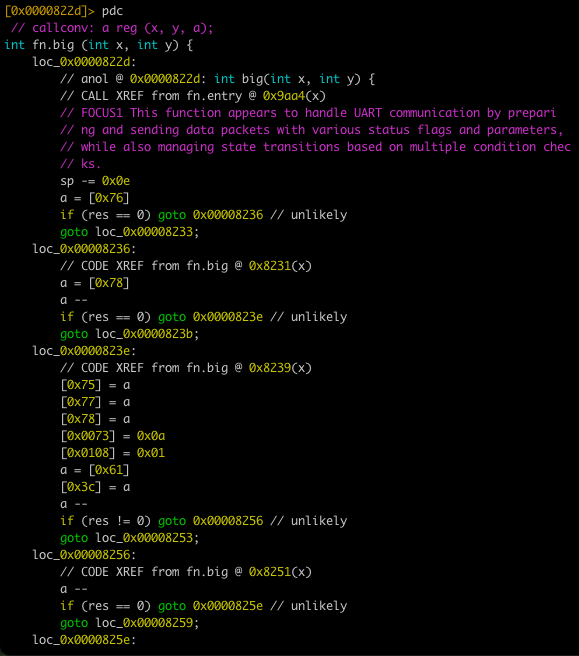 [0x0000822d]> pdc
// callconv: a reg (x, y, a);
int fn.big (int x, int y) {
loc_0x0000822d:
// anol @ 0x0000822d: int big(int x, int y) {
// CALL XREF from fn.entry @ 0x9aa4(x)
// FOCUS1 This function appears to handle UART communication by prepari
// ng and sending data packets with various status flags and parameters,
// while also managing state transitions based on multiple condition chec
// ks.
sp -= 0x0e
a = [0x76]
if (res == 0) goto 0x00008236 // unlikely
goto loc_0x00008233;
loc_0x00008236:
// CODE XREF from fn.big @ 0x8231(x)
a = [0x78]
a --
if (res == 0) goto 0x0000823e // unlikely
goto loc_0x0000823b;
loc_0x0000823e:
// CODE XREF from fn.big @ 0x8239(x)
[0x75] = a
[0x77] = a
[0x78] = a
[0x0073] = 0x0a
[0x0108] = 0x01
a = [0x61]
[0x3c] = a
a --
if (res != 0) goto 0x00008256 // unlikely
goto loc_0x00008253;
loc_0x00008256:
// CODE XREF from fn.big @ 0x8251(x)
a --
if (res == 0) goto 0x0000825e // unlikely
goto loc_0x00008259;
loc_0x0000825e: